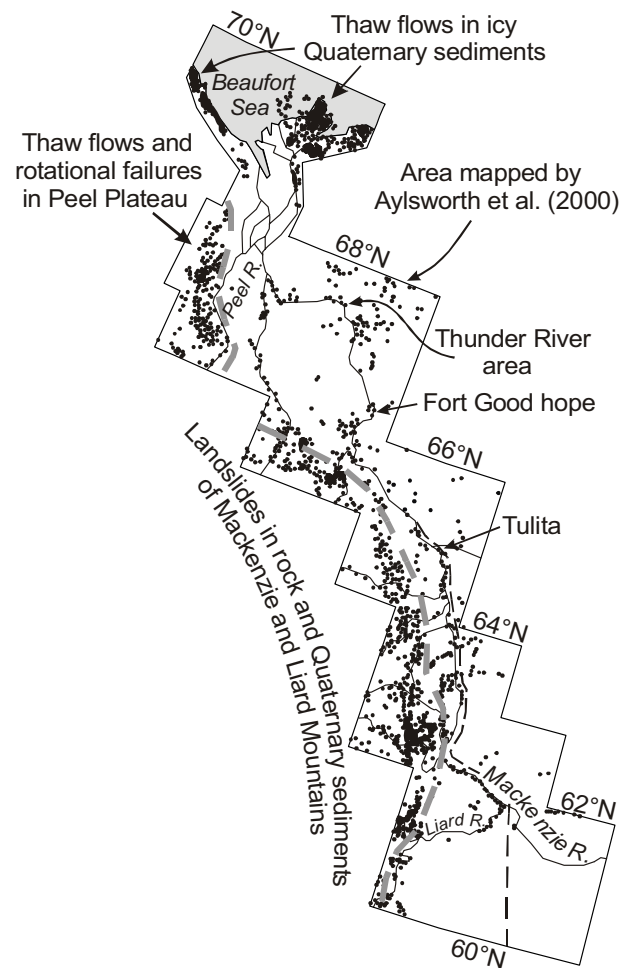 70°N
Thaw flows in icy
Quaternary sediments
Beaufort
Sea
Thaw flows and
rotational failures
in Peel Plateau
Area mapped by
Aylsworth et al. (2000)
68°N
Peel R.
Thunder River
area
Fort Good hope
66°N
Landslides in rock and Quaternary sediments
of Mackenzie and Liard Mountains
Tulita
64°N
Mackenzie R.
62°N
Liard R.
60°N